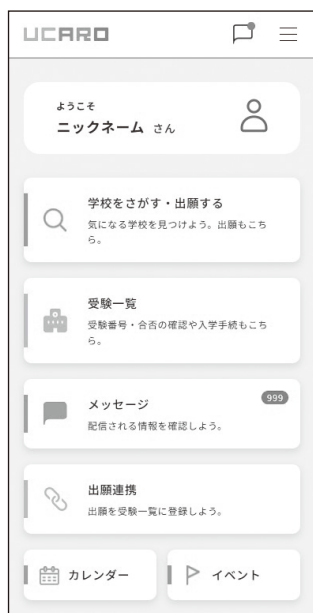 UCARO
ようこそ
ニックネーム さん
学校をさがす・出願する
気になる学校を見つけよう。出願もこち
ら。
受験一覧
受験番号・合否の確認や入学手続もこち
ら。
メッセージ
999
配信される情報を確認しよう。
出願連携
出願を受験一覧に登録しよう。
カレンダー
イベント